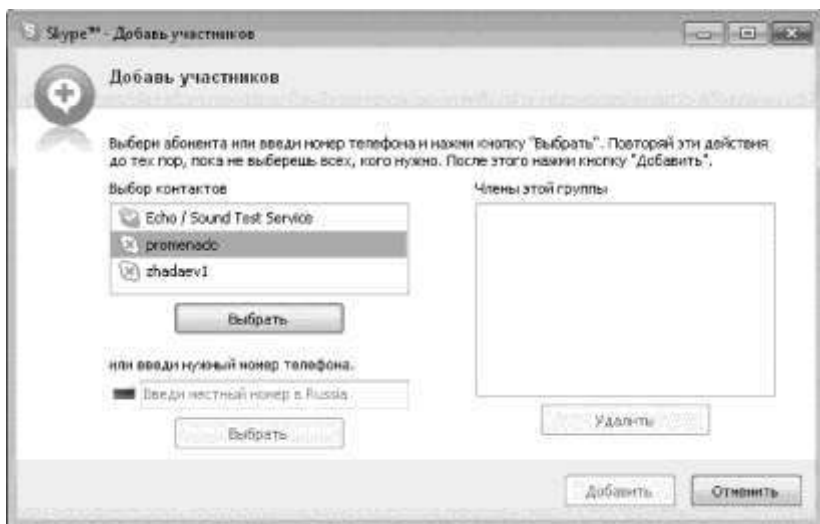 Skype™ - Добавь участников
Добавь участников
Выбери абонента или введи номер телефона и нажми кнопку "Выбрать". Повторяй эти действия
до тех пор, пока не выберешь всех, кого нужно. После этого нажми кнопку "Добавить".
Выбор контактов
Echo / Sound Test Service
promenado
zhadaev1
Выбрать
или введи нужный номер телефона.
Введи местный номер в Russia
Выбрать
Члены этой группы
Удалить
Добавить
Отменить